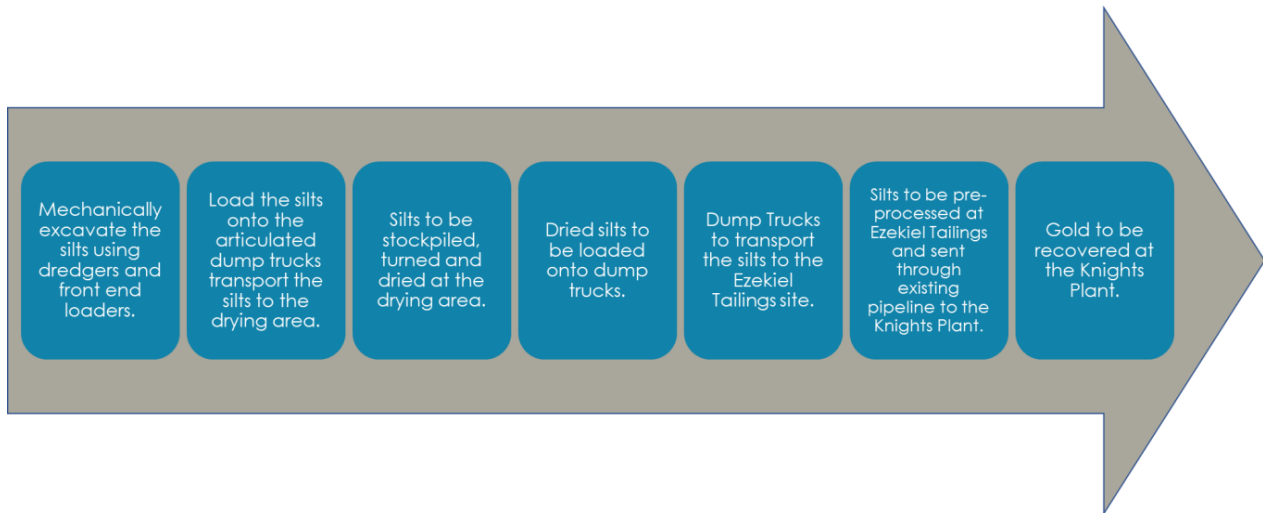 Mechanically
excavate the
silts using
dredgers and
front end
loaders.
Load the silts
onto the
articulated
dump trucks
transport the
silts to the
drying area.
Silts to be
stockpiled,
turned and
dried at the
drying area.
Dried silts to
be loaded
onto dump
trucks.
Dump Trucks
to transport
the silts to the
Ezekiel
Tailings site.
Silts to be pre-
processed at
Ezekiel Tailings
and sent
through
existing
pipeline to the
Knights Plant.
Gold to be
recovered at
the Knights
Plant.